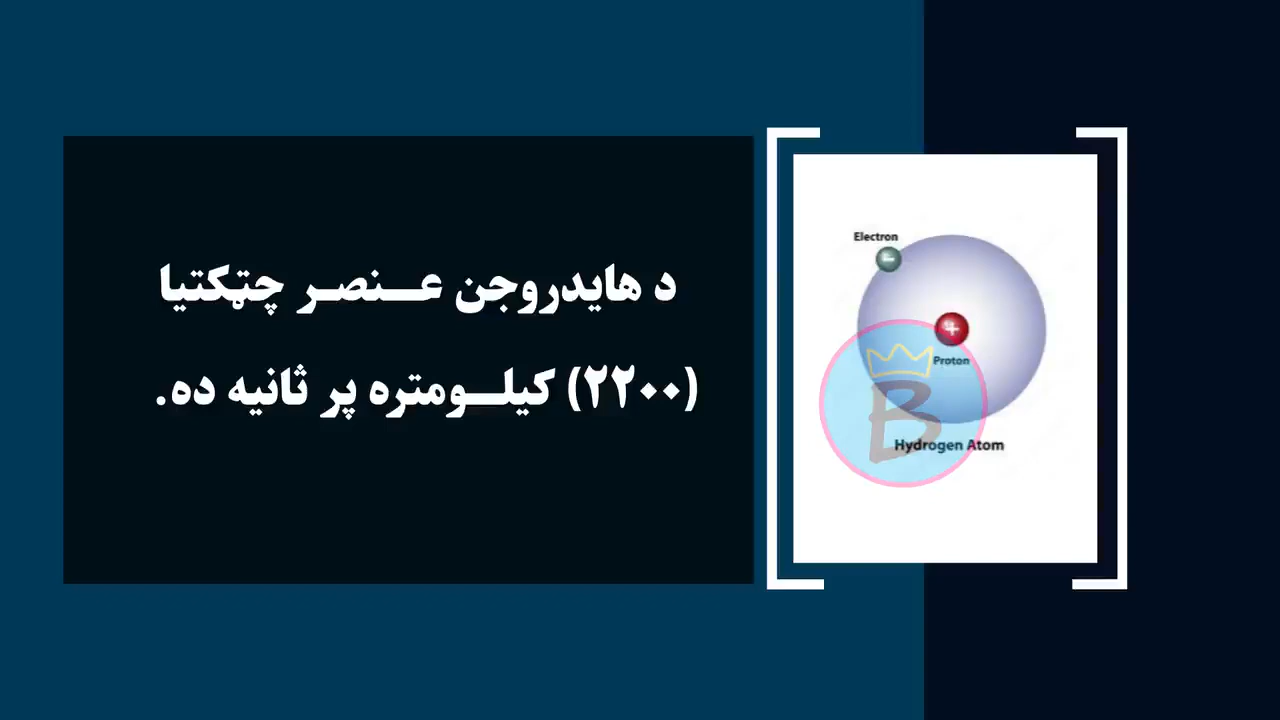 د هایدروجن عـــنصـر چټکتیا
(۲۲۰۰) کیلـــومتره پر ثانیه ده.
Electron
−
+
Proton
B
Hydrogen Atom